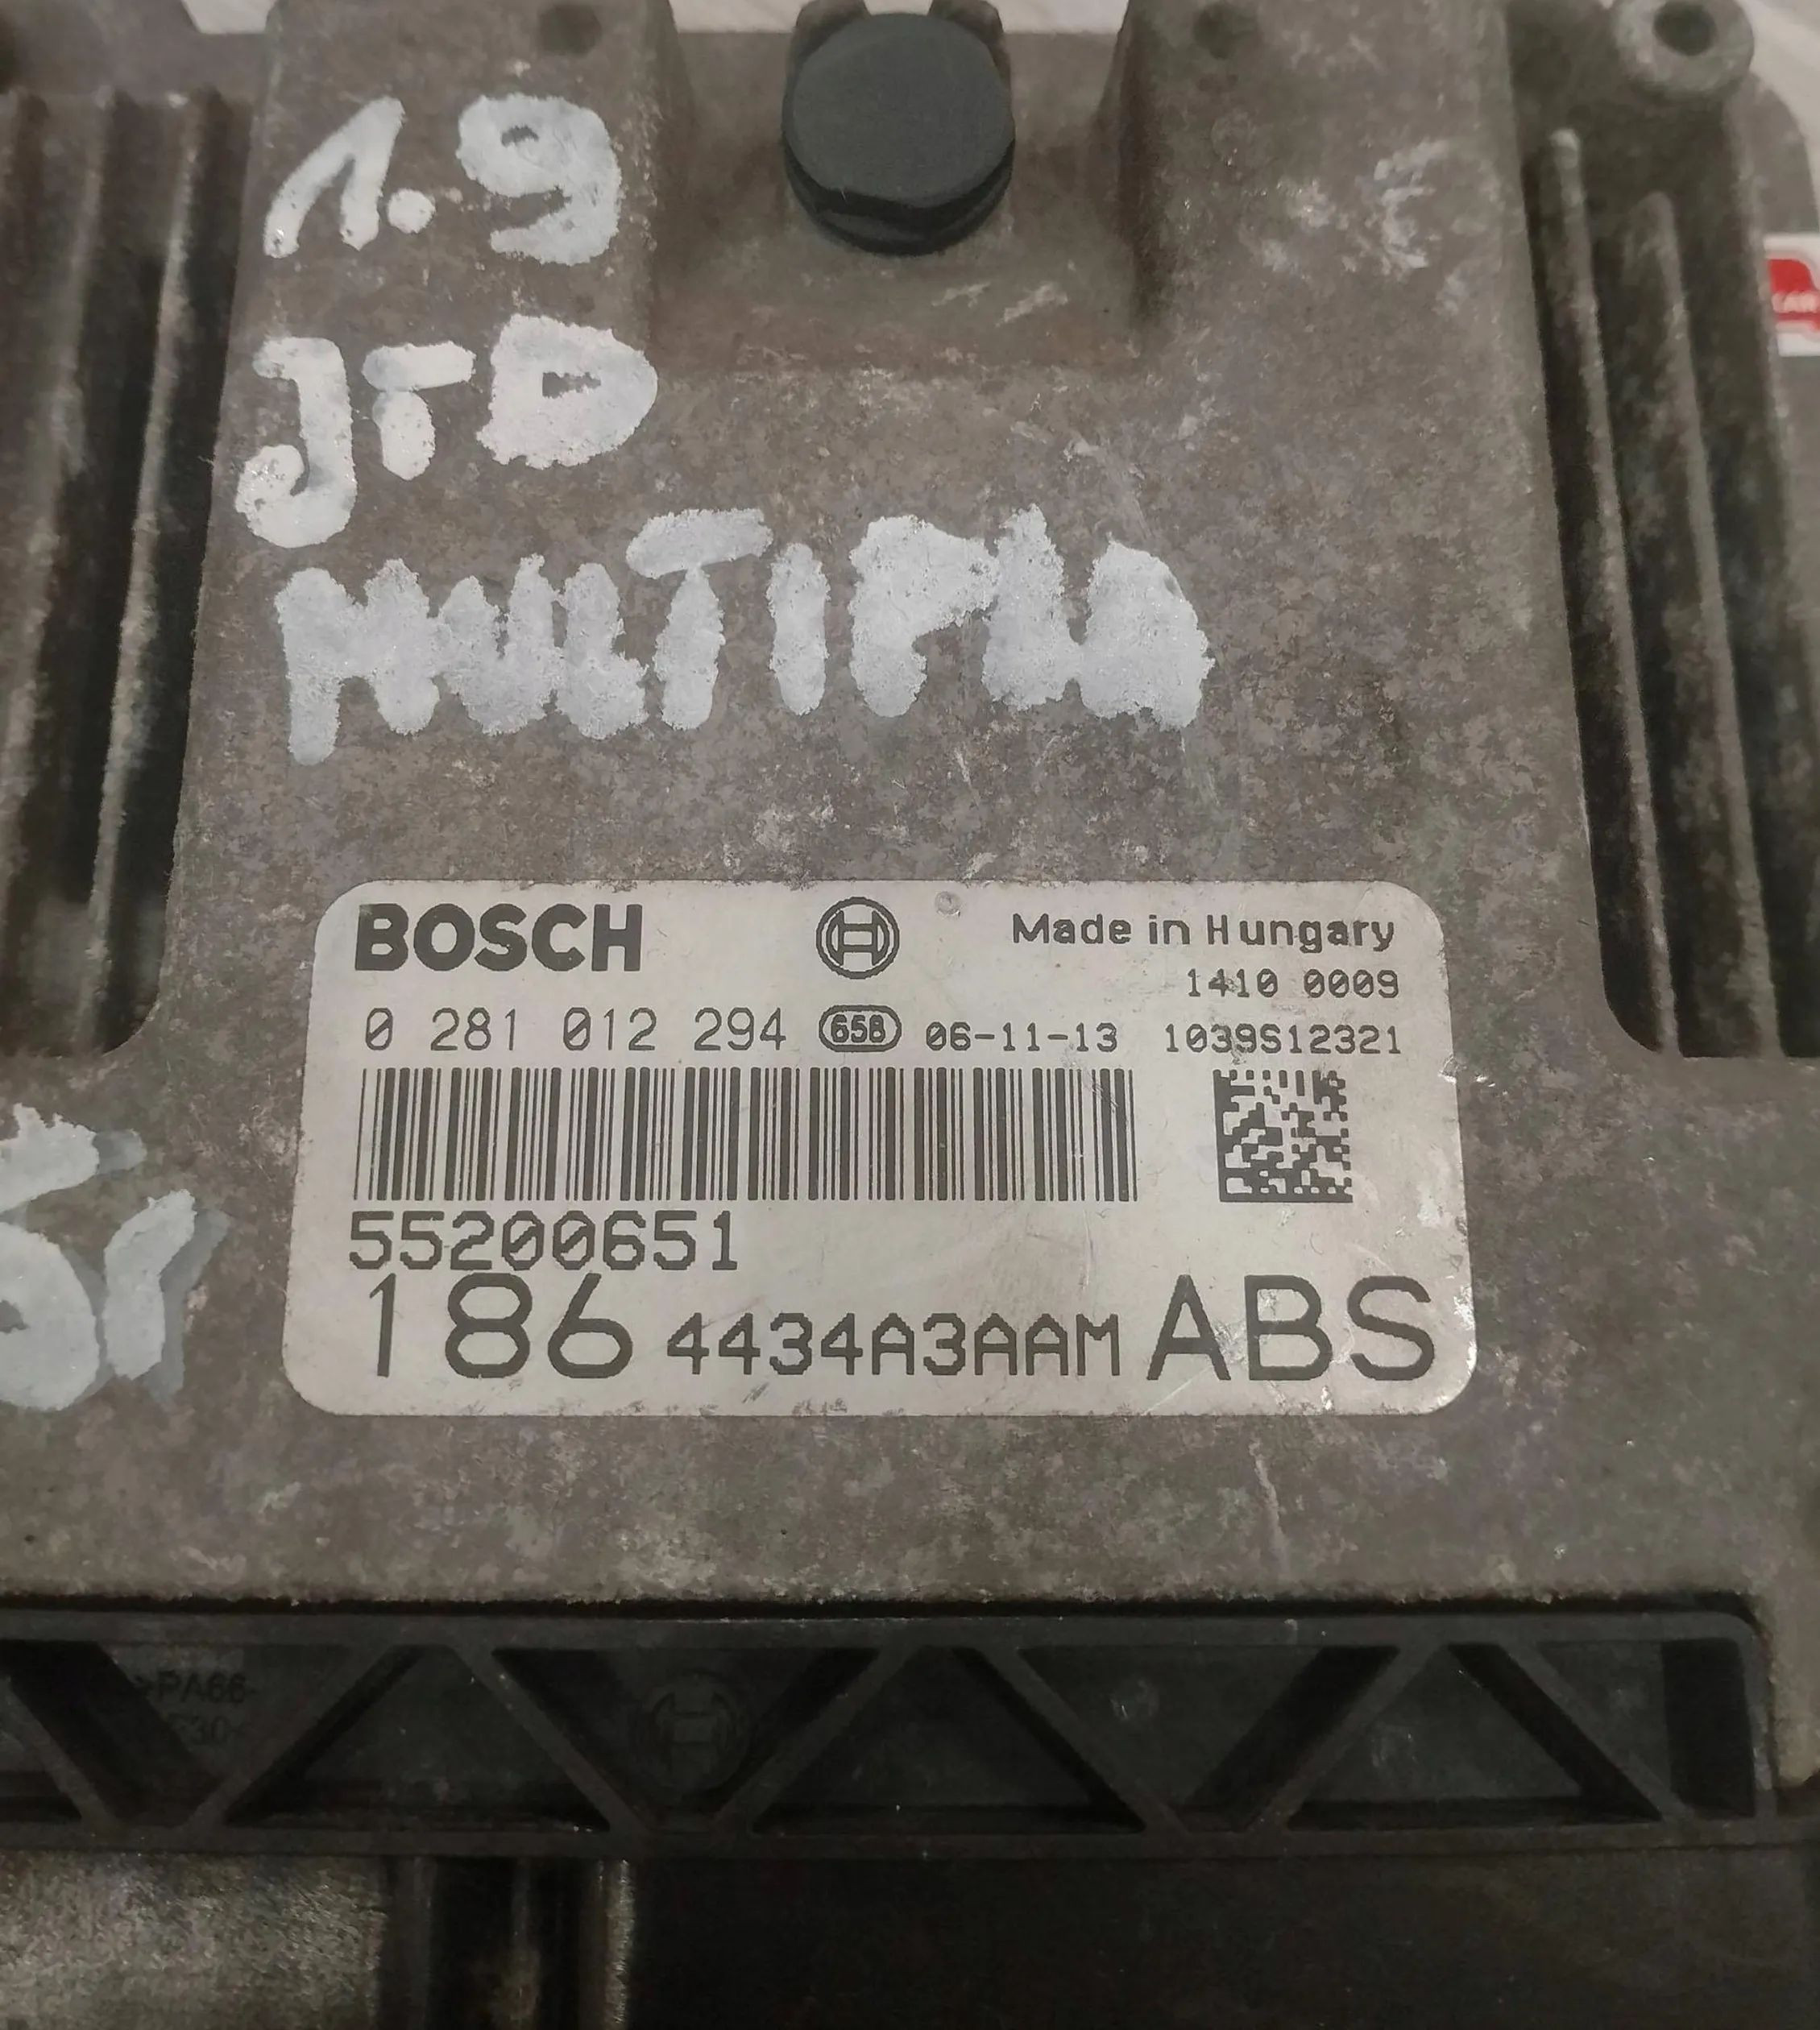 1.9
JTD
MULTIPLA
BOSCH
Made in Hungary
1410 0009
0 281 012 294 658 06-11-13 1039S12321
55200651
186 4434A3AAM ABS
>PA66-